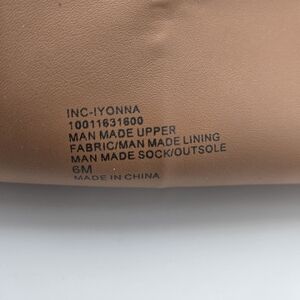 INC-IYONNA
10011631600
MAN MADE UPPER
FABRIC/MAN MADE LINING
MAN MADE SOCK/OUTSOLE
6M
MADE IN CHINA